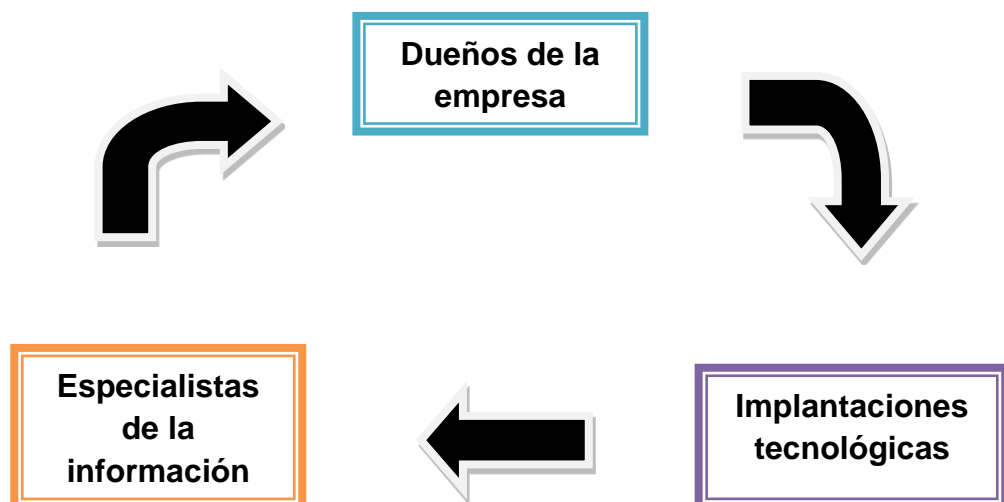 Dueños de la
empresa
Especialistas
de la
información
Implantaciones
tecnológicas